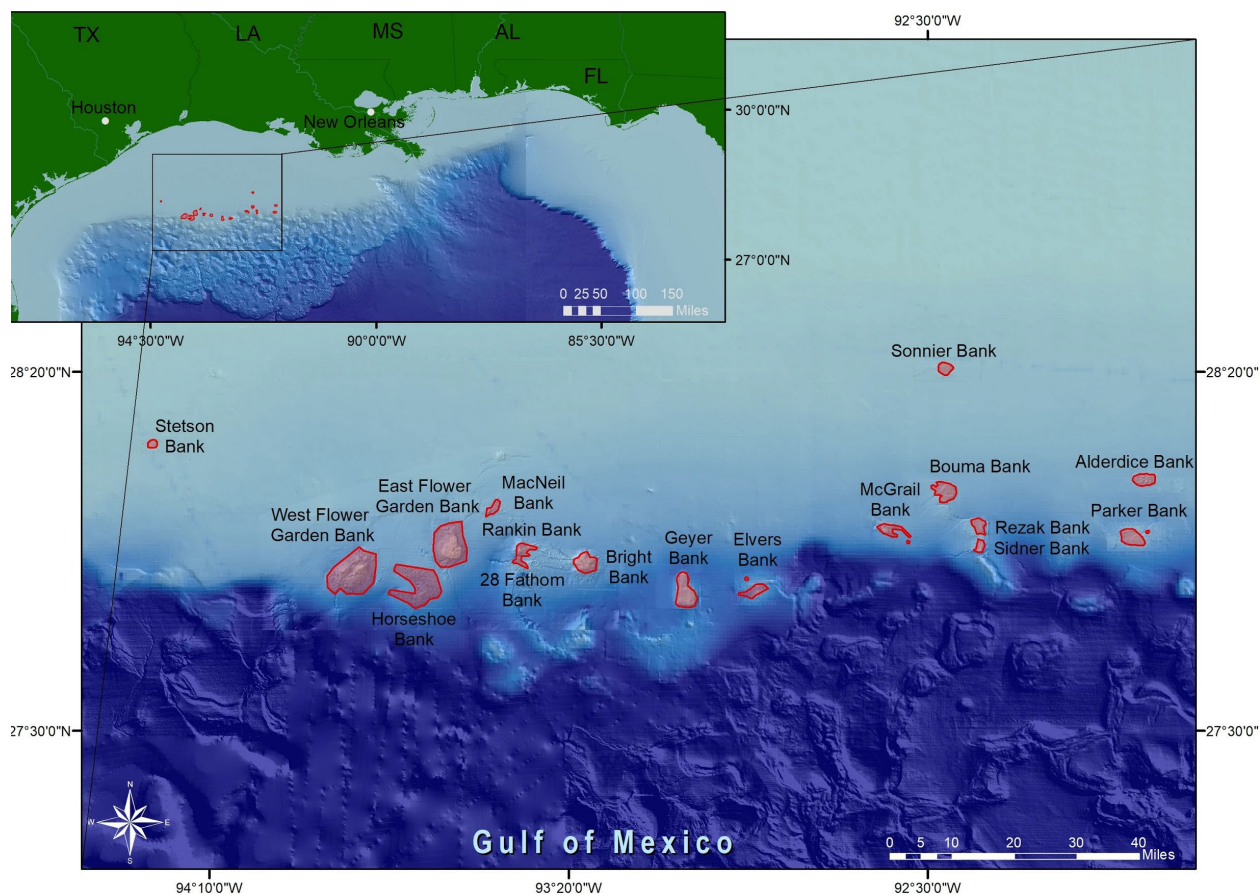 92°30'0"W
TX
LA
MS
AL
FL
Houston
New Orleans
30°0'0"N
27°0'0"N
0 25 50 100 150
Miles
94°30'0"W
90°0'0"W
85°30'0"W
28°20'0"N
28°20'0"N
Sonnier Bank
Stetson
Bank
East Flower
Garden Bank
MacNeil
Bank
West Flower
Garden Bank
Rankin Bank
28 Fathom
Bank
Bright
Bank
Horseshoe
Bank
Geyer
Bank
Elvers
Bank
McGrail
Bank
Bouma Bank
Rezak Bank
Sidner Bank
Alderdice Bank
Parker Bank
27°30'0"N
27°30'0"N
N
W
E
S
Gulf of Mexico
0 5 10 20 30 40
Miles
94°10'0"W
93°20'0"W
92°30'0"W